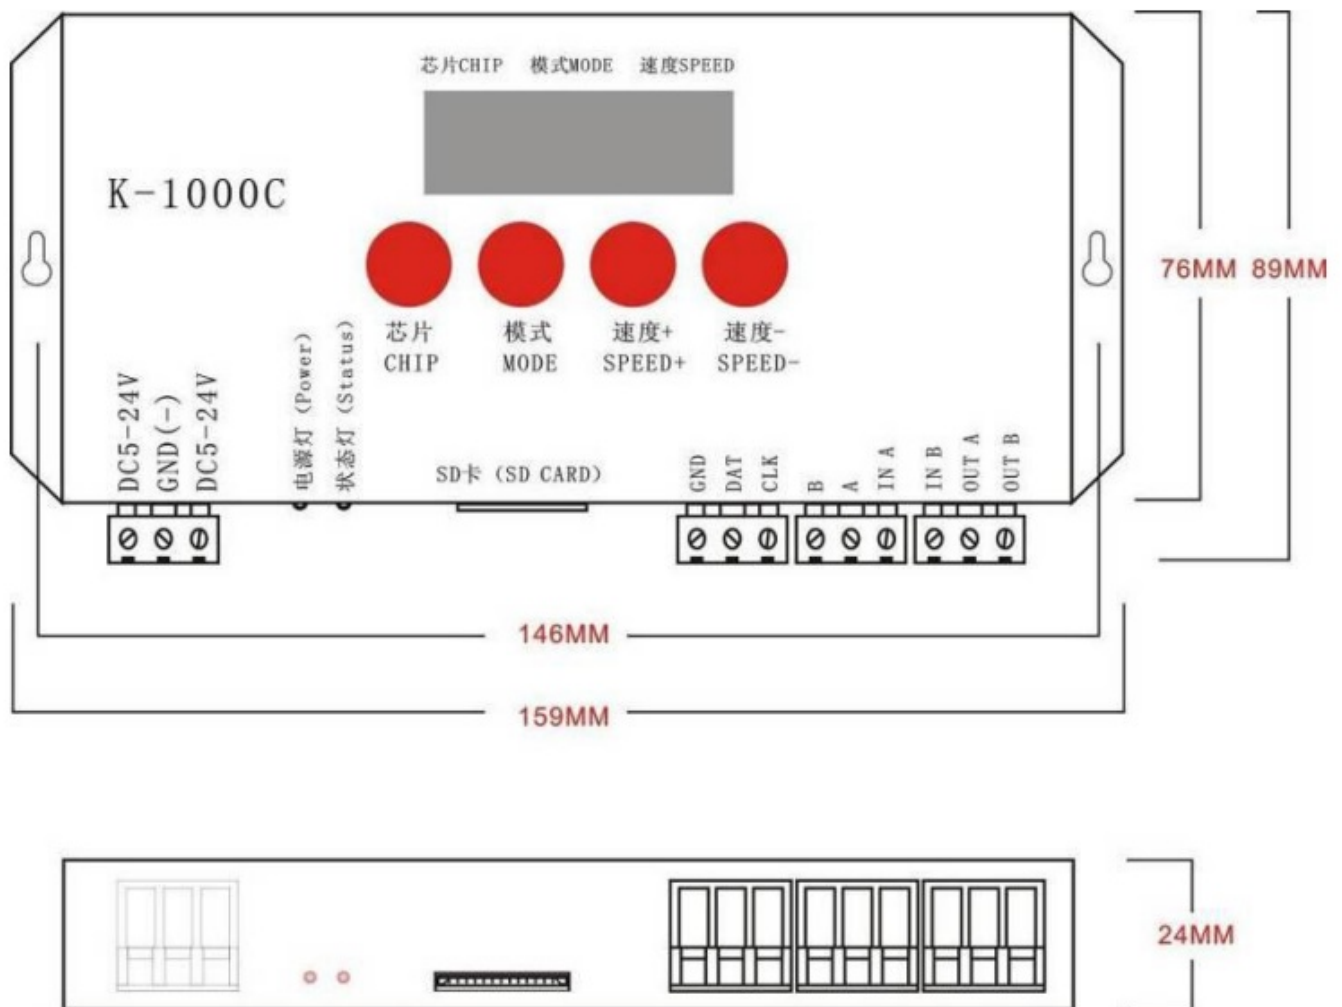 芯片CHIP 模式MODE 速度SPEED
K-1000C
芯片
CHIP
模式
MODE
速度+
SPEED+
速度-
SPEED-
DC5-24V
GND(-)
DC5-24V
电源灯 (Power)
状态灯 (Status)
SD卡 (SD CARD)
GND
DAT
CLK
B
A
IN A
IN B
OUT A
OUT B
76MM
89MM
146MM
159MM
24MM